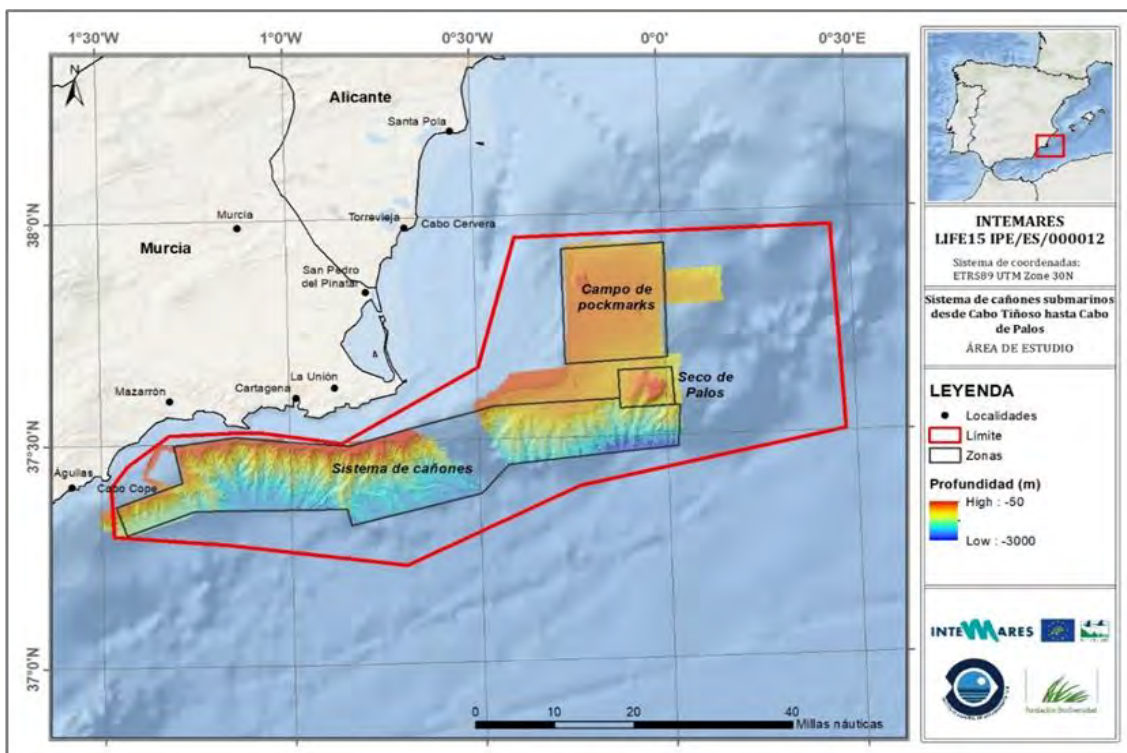 1°30'W 1°0'W 0°30'W 0°0' 0°30'E
38°0'N
37°30'N
37°0'N
N
Alicante
Santa Pola
Murcia
Torrevieja
Cabo Cervera
Murcia
San Pedro
del Pinatar
Campo de
pockmarks
La Unión
Cartagena
Mazarrón
Seco de
Palos
Sistema de cañones
Águilas
Cabo Cope
0 10 20 40
Millas náuticas
INTEMARES
LIFE15 IPE/ES/000012
Sistema de coordenadas:
ETRS89 UTM Zone 30N
Sistema de cañones submarinos
desde Cabo Tiñoso hasta Cabo
de Palos
ÁREA DE ESTUDIO
LEYENDA
Localidades
Límite
Zonas
Profundidad (m)
High : -50
Low : -3000
INTEMARES
Fundación Biodiversidad